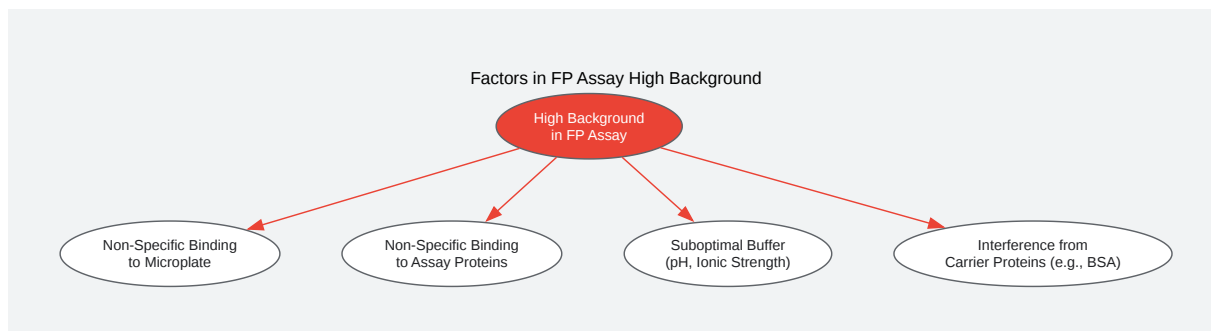 Factors in FP Assay High Background
High Background
in FP Assay
Non-Specific Binding
to Microplate
Non-Specific Binding
to Assay Proteins
Suboptimal Buffer
(pH, Ionic Strength)
Interference from
Carrier Proteins (e.g., BSA)